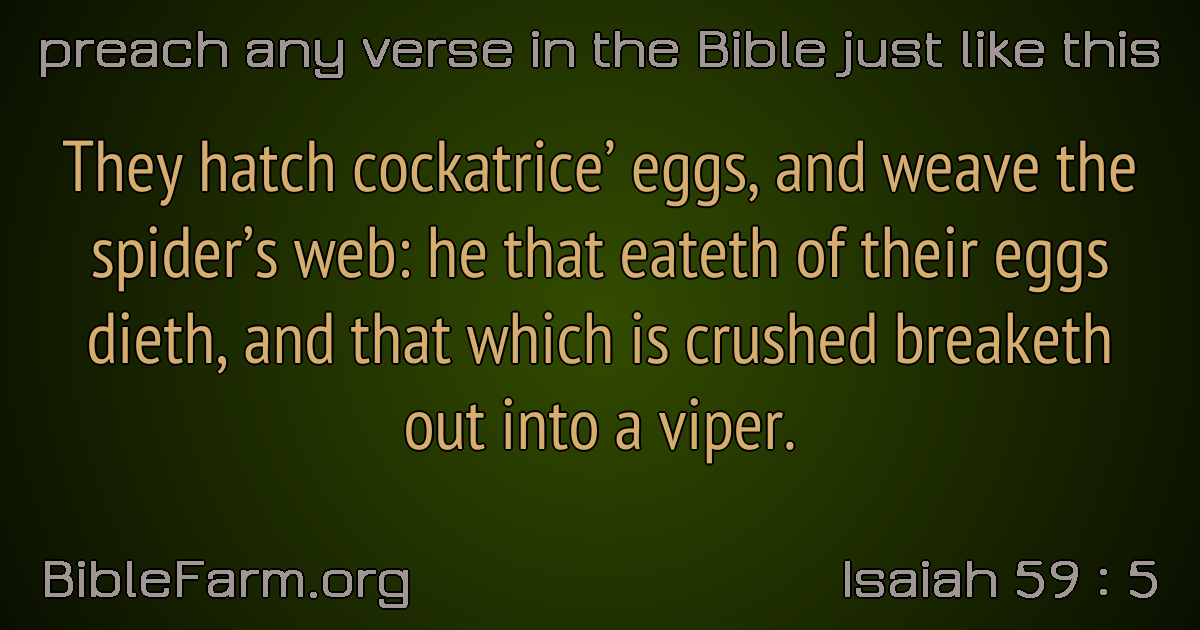 preach any verse in the Bible just like this
They hatch cockatrice’ eggs, and weave the
spider’s web: he that eateth of their eggs
dieth, and that which is crushed breaketh
out into a viper.
BibleFarm.org
Isaiah 59 : 5